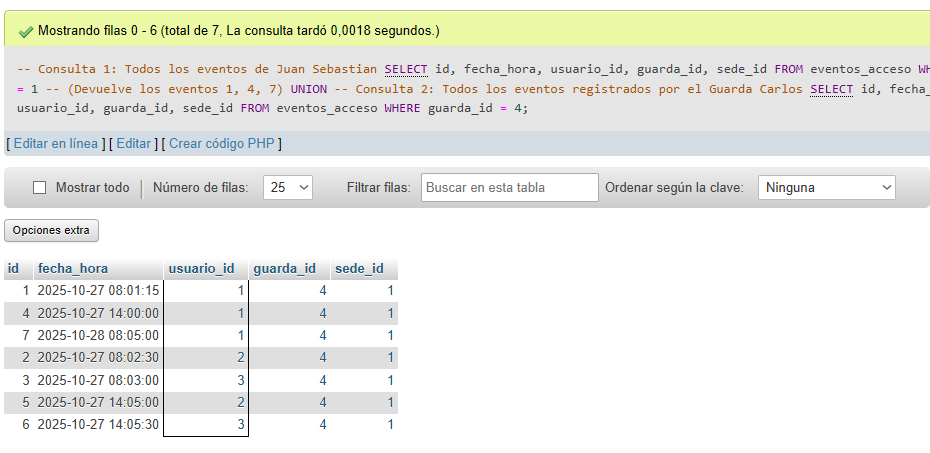 Mostrando filas 0 - 6 (total de 7, La consulta tardó 0,0018 segundos.)
-- Consulta 1: Todos los eventos de Juan Sebastian SELECT id, fecha_hora, usuario_id, guarda_id, sede_id FROM eventos_acceso
= 1 -- (Devuelve los eventos 1, 4, 7) UNION -- Consulta 2: Todos los eventos registrados por el Guarda Carlos SELECT id, fecha_
usuario_id, guarda_id, sede_id FROM eventos_acceso WHERE guarda_id = 4;
[ Editar en línea ] [ Editar ] [ Crear código PHP ]
Mostrar todo Número de filas: 25 Filtrar filas: Buscar en esta tabla Ordenar según la clave: Ninguna
Opciones extra
id fecha_hora usuario_id guarda_id sede_id
1 2025-10-27 08:01:15 1 4 1
4 2025-10-27 14:00:00 1 4 1
7 2025-10-28 08:05:00 1 4 1
2 2025-10-27 08:02:30 2 4 1
3 2025-10-27 08:03:00 3 4 1
5 2025-10-27 14:05:00 2 4 1
6 2025-10-27 14:05:30 3 4 1